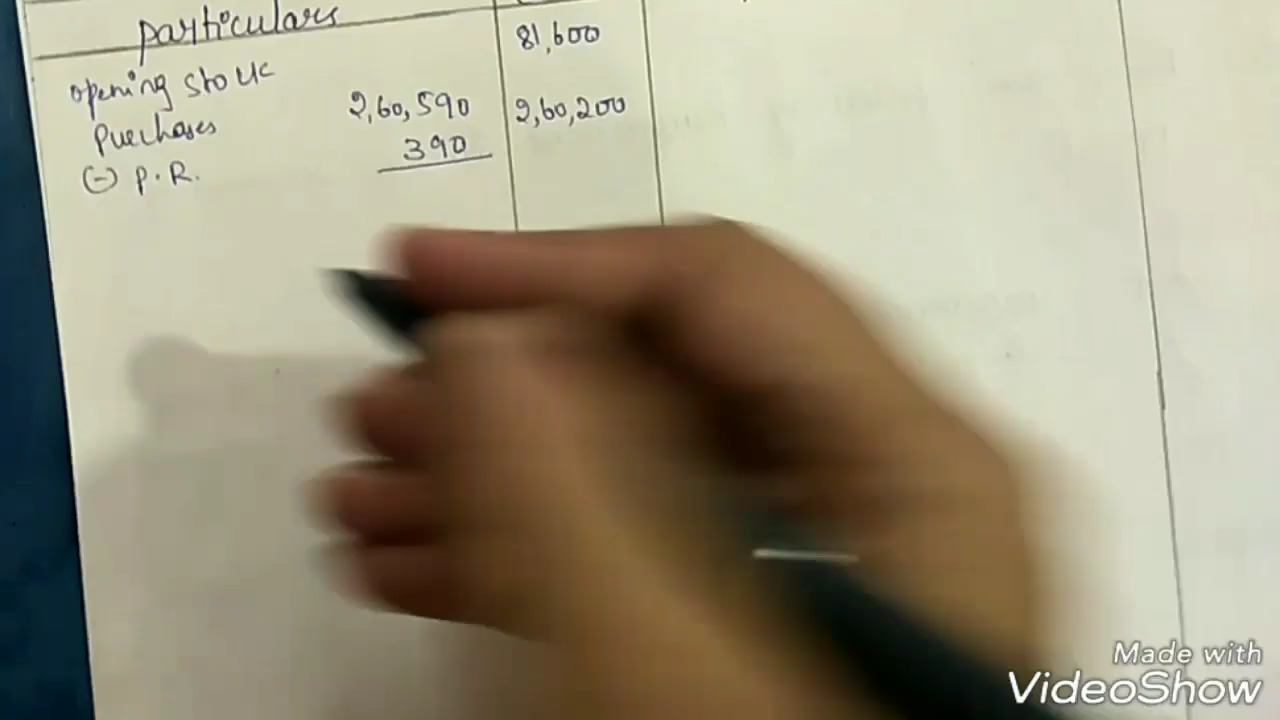 particulars
opening stock 81,600
purchases 2,60,590 2,60,200
(-) P.R. 390
Made with
VideoShow